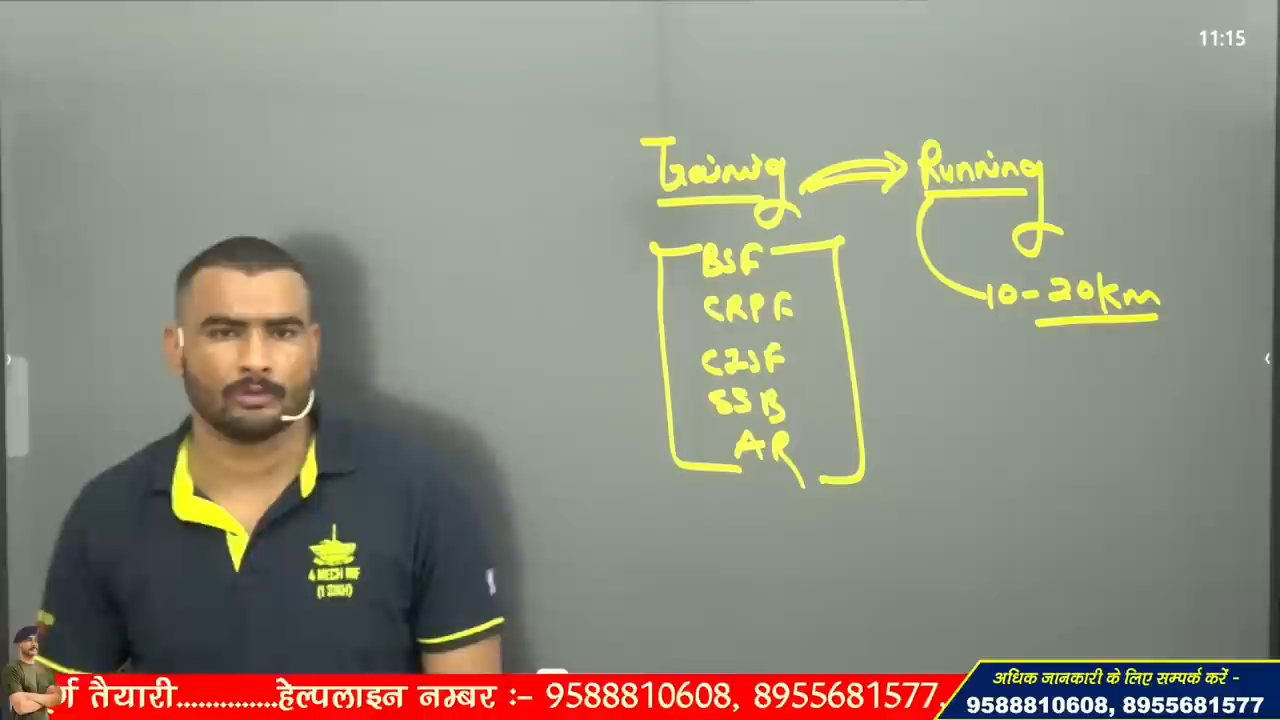 11:15
Training ⇒ Running
BSF
CRPF
CISF
SSB
AR
10-20km
4 MECH INF
(1 SIKH)
र्ण तैयारी..............हेल्पलाइन नम्बर :- 9588810608, 8955681577,
अधिक जानकारी के लिए सम्पर्क करें -
9588810608, 8955681577